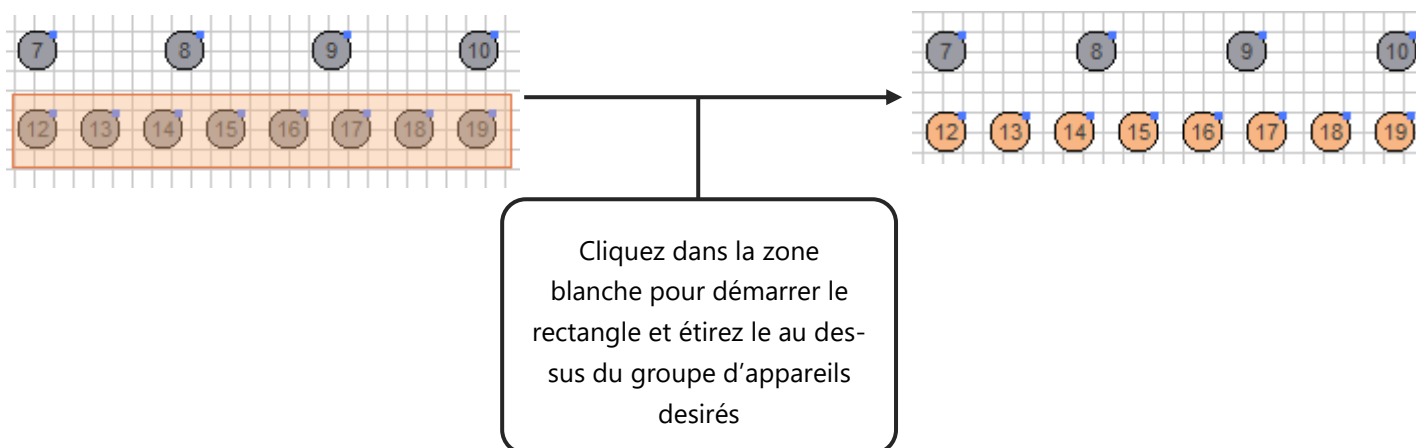 7 8 9 10
12 13 14 15 16 17 18 19
7 8 9 10
12 13 14 15 16 17 18 19
Cliquez dans la zone
blanche pour démarrer le
rectangle et étirez le au des-
sus du groupe d’appareils
desirés